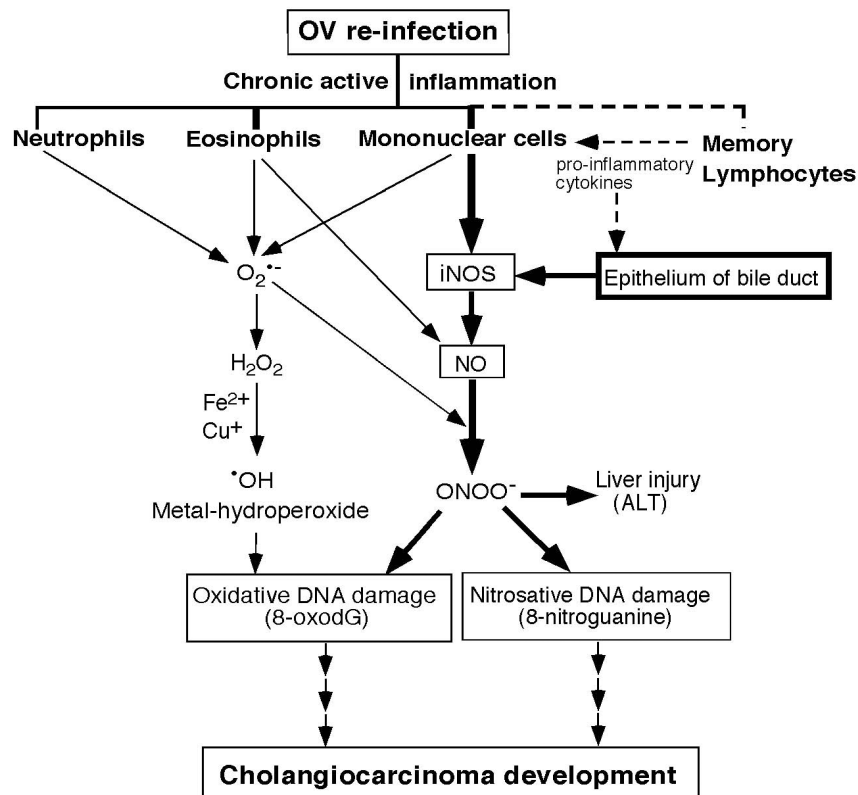 OV re-infection
Chronic active inflammation
Neutrophils Eosinophils Mononuclear cells Memory
Lymphocytes
pro-inflammatory
cytokines
O₂•⁻ iNOS Epithelium of bile duct
H₂O₂ NO
Fe²⁺
Cu⁺
•OH ONOO⁻ Liver injury
(ALT)
Metal-hydroperoxide
Oxidative DNA damage
(8-oxodG)
Nitrosative DNA damage
(8-nitroguanine)
Cholangiocarcinoma development